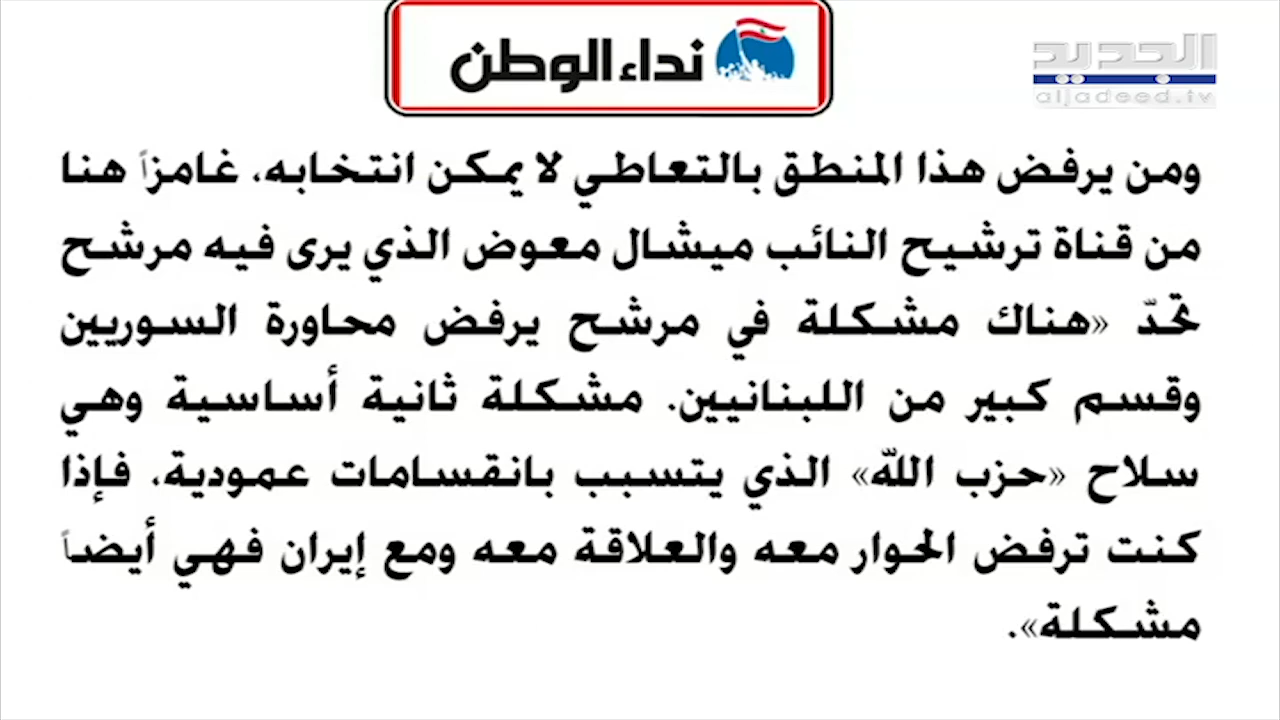 نداء الوطن
الجديد
aljadeed.tv
ومن يرفض هذا المنطق بالتعاطي لا يمكن انتخابه، غامزاً هنا
من قناة ترشيح النائب ميشال معوض الذي يرى فيه مرشح
تحدّ «هناك مشكلة في مرشح يرفض محاورة السوريين
وقسم كبير من اللبنانيين. مشكلة ثانية أساسية وهي
سلاح «حزب الله» الذي يتسبب بانقسامات عمودية، فإذا
كنت ترفض الحوار معه والعلاقة معه ومع إيران فهي أيضاً
مشكلة».